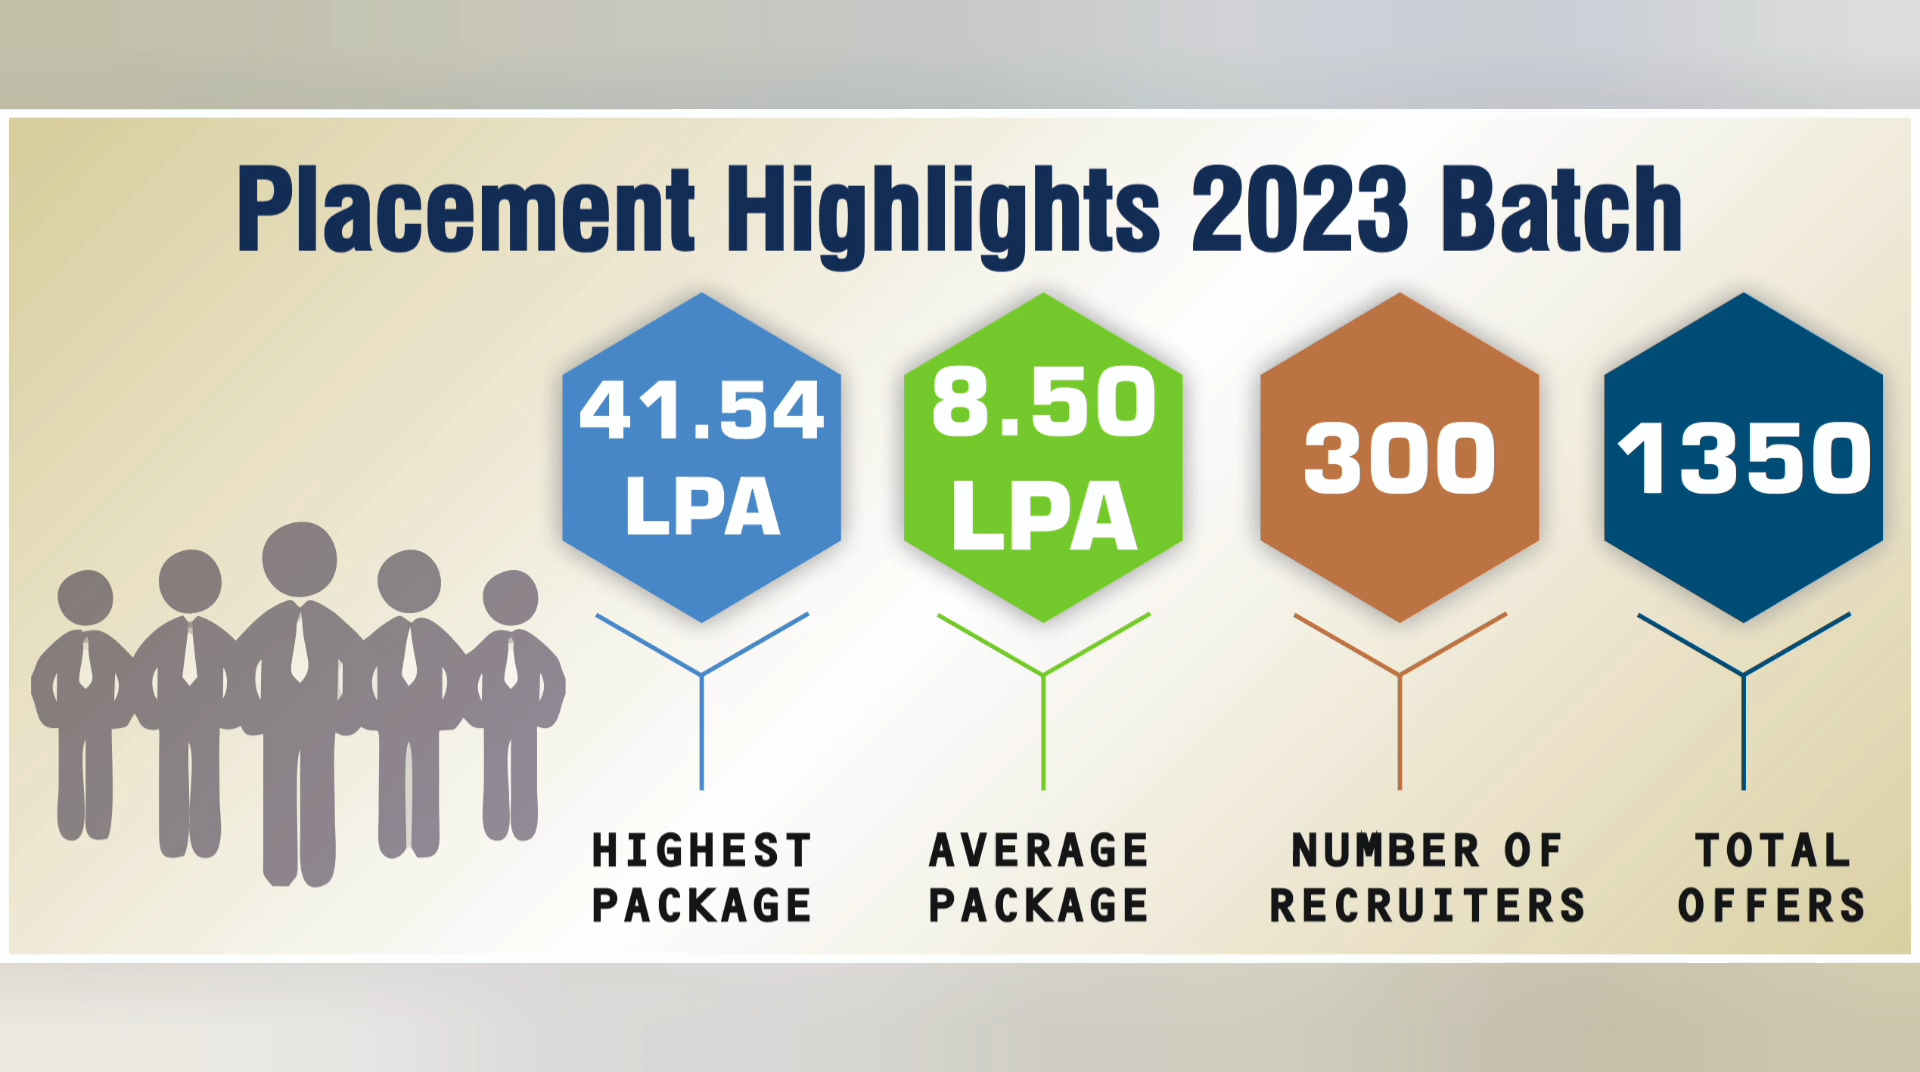 Placement Highlights 2023 Batch
41.54
LPA
8.50
LPA
300
1350
HIGHEST
PACKAGE
AVERAGE
PACKAGE
NUMBER OF
RECRUITERS
TOTAL
OFFERS